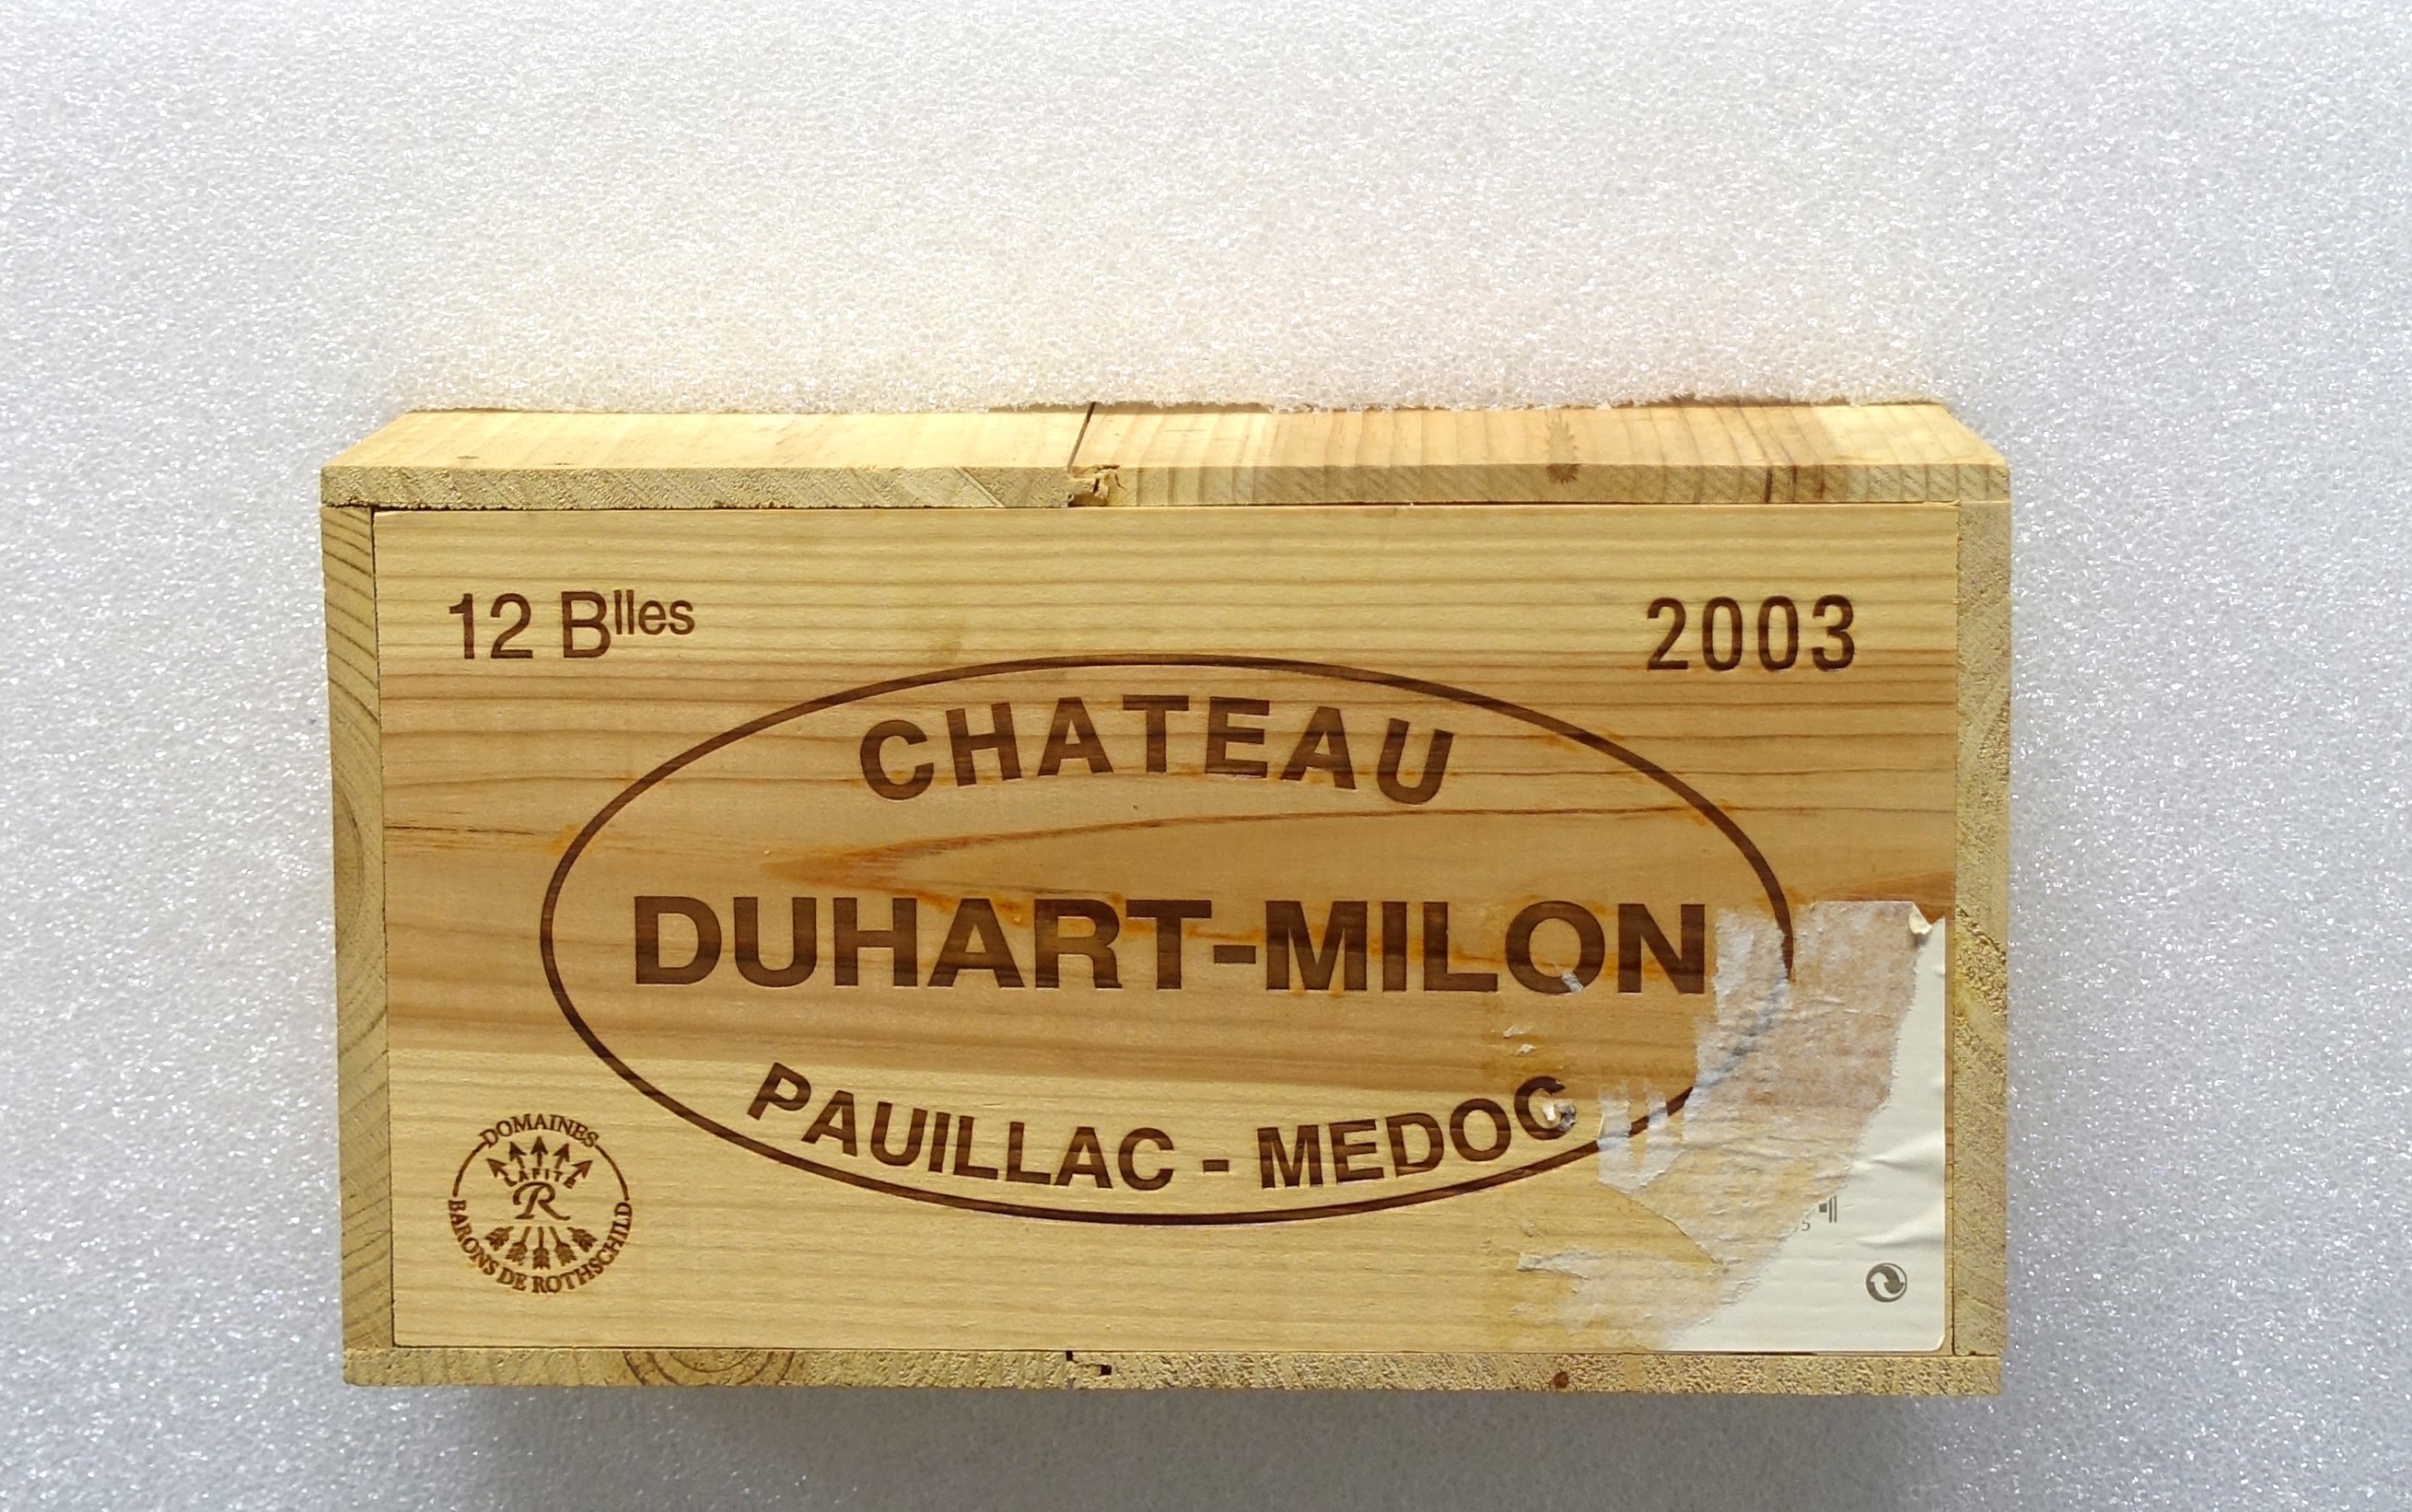 12 Blles
2003
CHATEAU
DUHART-MILON
PAUILLAC - MEDOC
DOMAINES
LAFITE
R
BARONS DE ROTHSCHILD